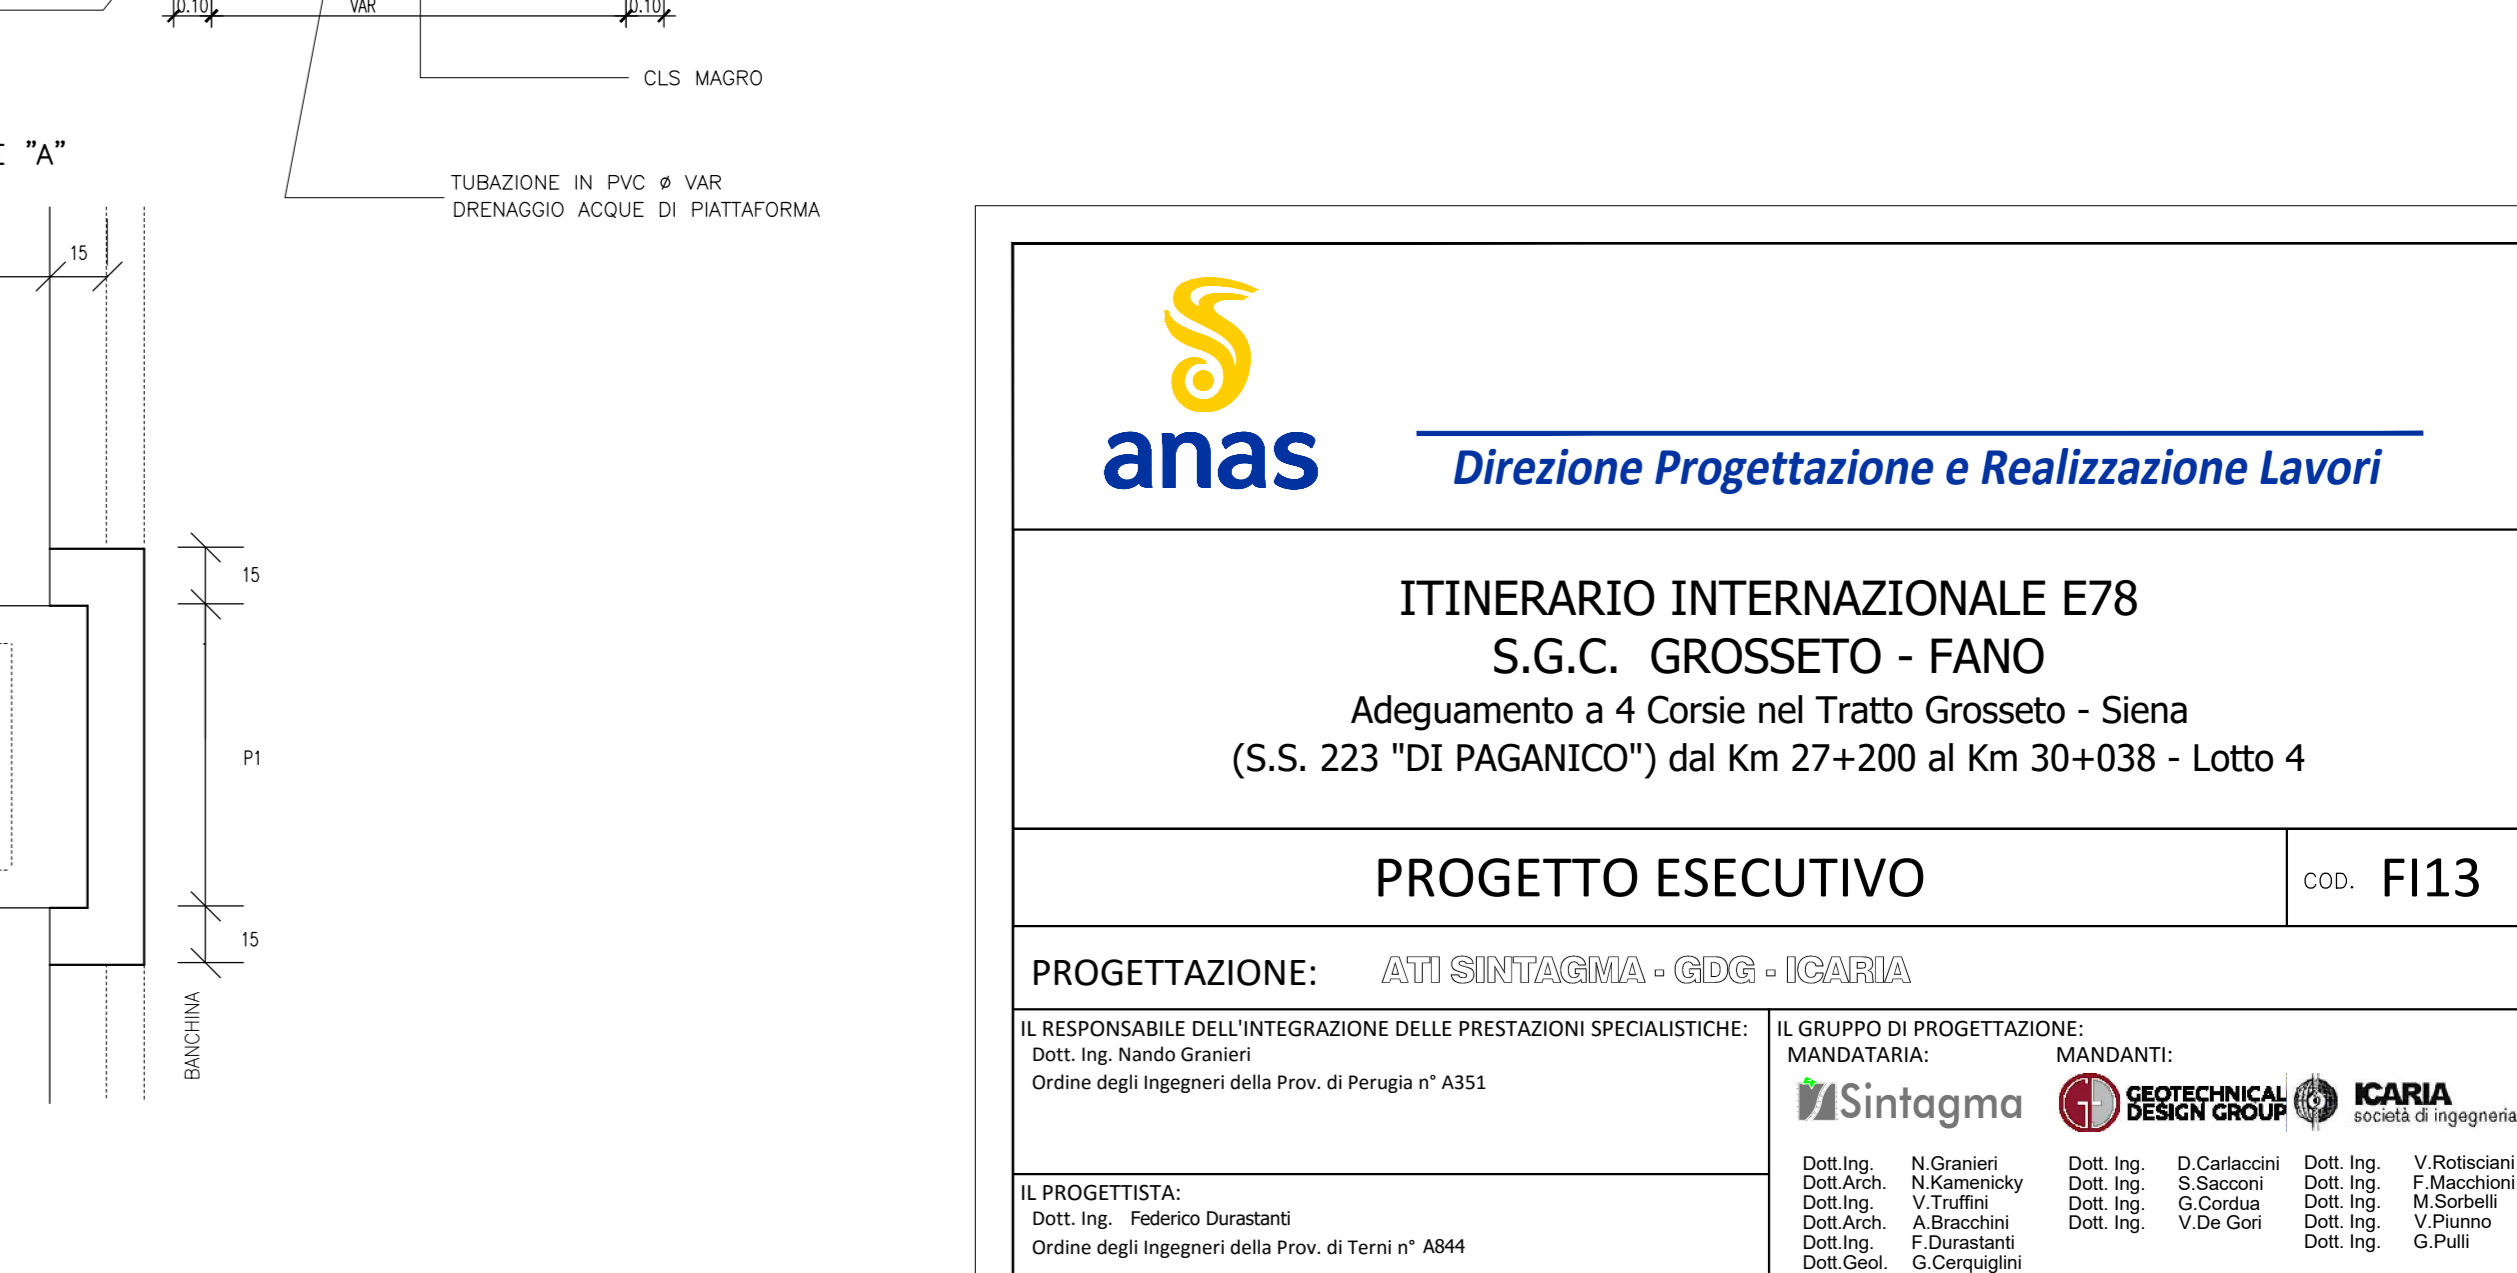 0.10
VAR
0.10
CLS MAGRO
"A"
TUBAZIONE IN PVC ø VAR
DRENAGGIO ACQUE DI PIATTAFORMA
15
15
P1
15
BANCHINA
anas
Direzione Progettazione e Realizzazione Lavori
ITINERARIO INTERNAZIONALE E78
S.G.C. GROSSETO - FANO
Adeguamento a 4 Corsie nel Tratto Grosseto - Siena
(S.S. 223 "DI PAGANICO") dal Km 27+200 al Km 30+038 - Lotto 4
PROGETTO ESECUTIVO
COD. FI13
PROGETTAZIONE: ATI SINTAGMA - GDG - ICARIA
IL RESPONSABILE DELL'INTEGRAZIONE DELLE PRESTAZIONI SPECIALISTICHE:
Dott. Ing. Nando Granieri
Ordine degli Ingegneri della Prov. di Perugia n° A351
IL PROGETTISTA:
Dott. Ing. Federico Durastanti
Ordine degli Ingegneri della Prov. di Terni n° A844
IL GRUPPO DI PROGETTAZIONE:
MANDATARIA: MANDANTI:
Sintagma
GEOTECHNICAL
DESIGN GROUP
ICARIA
società di ingegneria
Dott.Ing. N.Granieri
Dott.Arch. N.Kamenicky
Dott.Ing. V.Truffini
Dott.Arch. A.Bracchini
Dott.Ing. F.Durastanti
Dott.Geol. G.Cerquiglini
Dott. Ing. D.Carlaccini
Dott. Ing. S.Sacconi
Dott. Ing. G.Cordua
Dott. Ing. V.De Gori
Dott. Ing. V.Rotisciani
Dott. Ing. F.Macchioni
Dott. Ing. M.Sorbelli
Dott. Ing. V.Piunno
Dott. Ing. G.Pulli